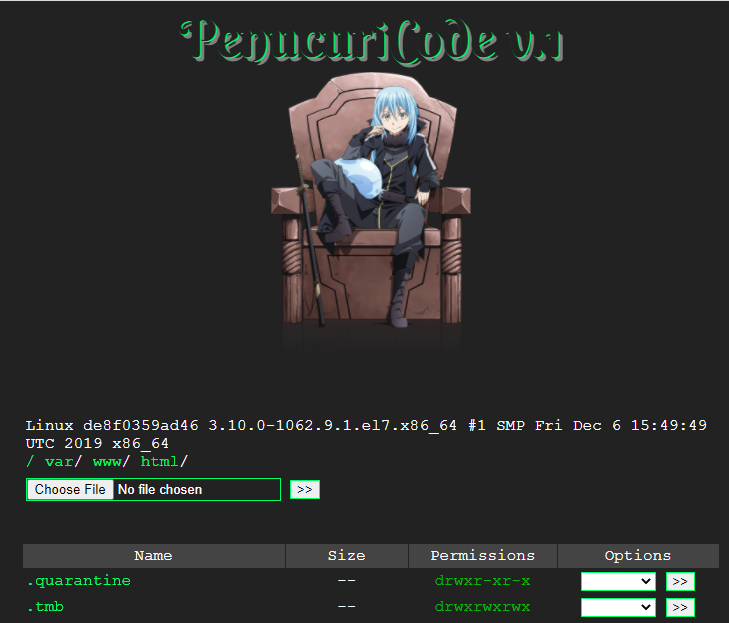 PenucuriCode v.1
Linux de8f0359ad46 3.10.0-1062.9.1.el7.x86_64 #1 SMP Fri Dec 6 15:49:49
UTC 2019 x86_64
/ var/ www/ html/
Choose File No file chosen >>
Name Size Permissions Options
.quarantine -- drwxr-xr-x >>
.tmb -- drwxrwxrwx >>